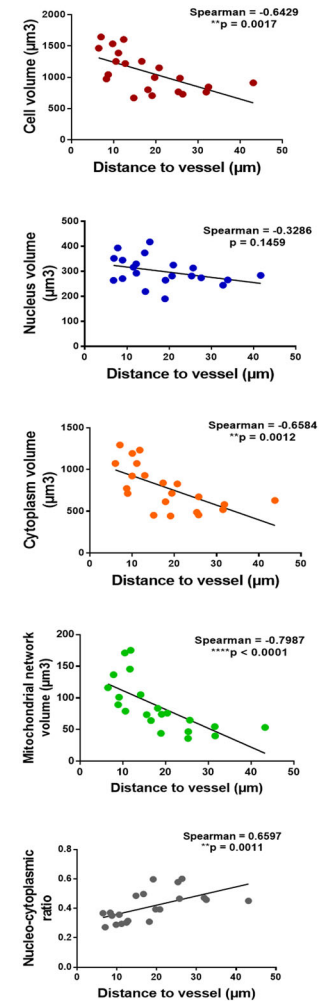 Spearman = -0.6429
**p = 0.0017
Cell volume (µm3)
2000
1500
1000
500
0
0 10 20 30 40 50
Distance to vessel (µm)
Spearman = -0.3286
p = 0.1459
Nucleus volume
(µm3)
500
400
300
200
100
0
0 10 20 30 40 50
Distance to vessel (µm)
Spearman = -0.6584
**p = 0.0012
Cytoplasm volume
(µm3)
1500
1000
500
0
0 10 20 30 40 50
Distance to vessel (µm)
Spearman = -0.7987
****p < 0.0001
Mitochondrial network
volume (µm3)
200
150
100
50
0
0 10 20 30 40 50
Distance to vessel (µm)
Spearman = 0.6597
**p = 0.0011
Nucleo-cytoplasmic
ratio
0.8
0.6
0.4
0.2
0.0
0 10 20 30 40 50
Distance to vessel (µm)